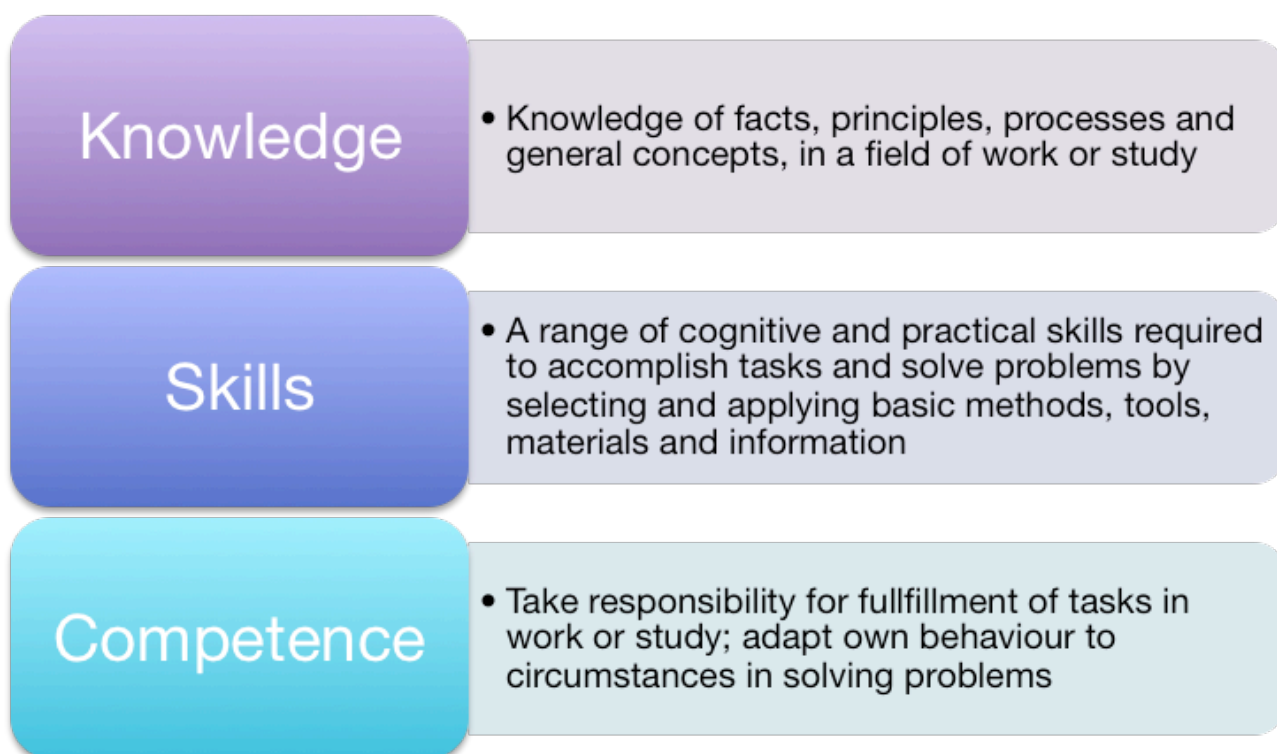 Knowledge
• Knowledge of facts, principles, processes and
general concepts, in a field of work or study
Skills
• A range of cognitive and practical skills required
to accomplish tasks and solve problems by
selecting and applying basic methods, tools,
materials and information
Competence
• Take responsibility for fullfillment of tasks in
work or study; adapt own behaviour to
circumstances in solving problems